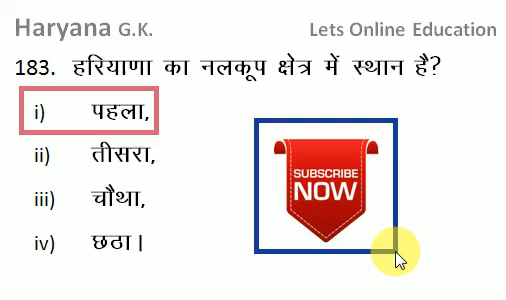 Haryana G.K. Lets Online Education
183. हरियाणा का नलकूप क्षेत्र में स्थान है?
i) पहला,
ii) तीसरा,
iii) चौथा,
iv) छठा।
SUBSCRIBE
NOW